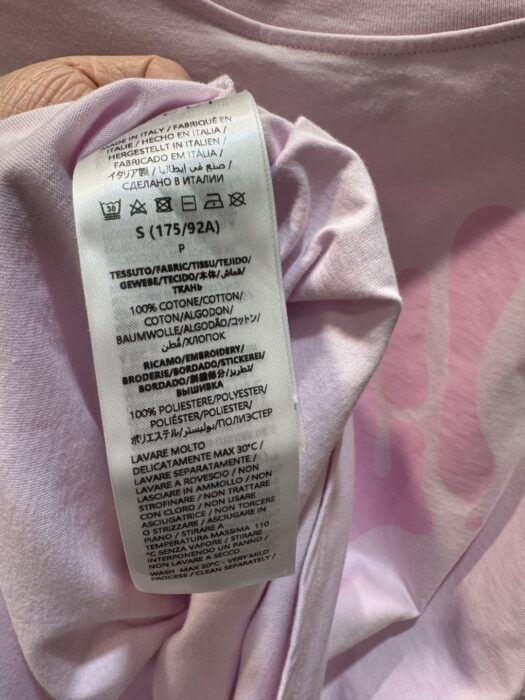 MADE IN ITALY / FABRIQUÉ EN
ITALIE / HECHO EN ITALIA /
HERGESTELLT IN ITALIEN /
FABRICADO EM ITÁLIA /
イタリア製 / صنع في إيطاليا /
СДЕЛАНО В ИТАЛИИ
30
S (175/92A)
P
TESSUTO/FABRIC/TISSU/TEJIDO/
GEWEBE/TECIDO/本体/قماش/
ТКАНЬ
100% COTONE/COTTON/
COTON/ALGODON/
BAUMWOLLE/ALGODÃO/コットン/
قطن/ХЛОПОК
RICAMO/EMBROIDERY/
BRODERIE/BORDADO/STICKEREI/
BORDADO/刺繍部分/تطريز/
ВЫШИВКА
100% POLIESTERE/POLYESTER/
POLIÉSTER/POLIESTER/
ポリエステル/بوليستر/ПОЛИЭСТЕР
LAVARE MOLTO
DELICATAMENTE MAX 30°C /
LAVARE SEPARATAMENTE /
LAVARE A ROVESCIO / NON
LASCIARE IN AMMOLLO / NON
STROFINARE / NON TRATTARE
CON CLORO / NON USARE
ASCIUGATRICE / NON TORCERE
O STRIZZARE / ASCIUGARE IN
PIANO / STIRARE A
TEMPERATURA MASSIMA 110
°C SENZA VAPORE / STIRARE
INTERPONENDO UN PANNO /
NON LAVARE A SECCO
WASH MAX 30°C - VERY MILD
PROCESS / CLEAN SEPARATELY /